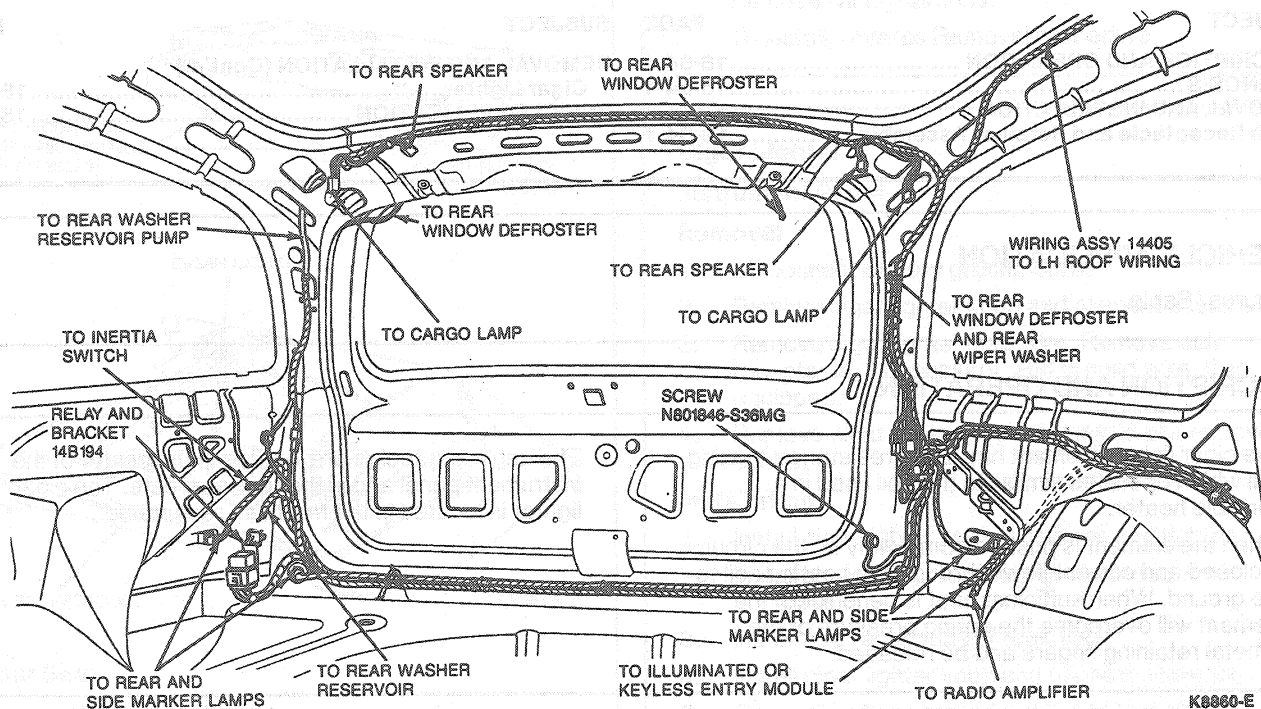 TO REAR SPEAKER
TO REAR
WINDOW DEFROSTER
TO REAR WASHER
RESERVOIR PUMP
TO REAR
WINDOW DEFROSTER
TO REAR SPEAKER
WIRING ASSY 14405
TO LH ROOF WIRING
TO CARGO LAMP
TO CARGO LAMP
TO REAR
WINDOW DEFROSTER
AND REAR
WIPER WASHER
TO INERTIA
SWITCH
RELAY AND
BRACKET
14B194
SCREW
N801846-S36MG
TO REAR AND SIDE
MARKER LAMPS
TO REAR AND
SIDE MARKER LAMPS
TO REAR WASHER
RESERVOIR
TO ILLUMINATED OR
KEYLESS ENTRY MODULE
TO RADIO AMPLIFIER
K8860-E